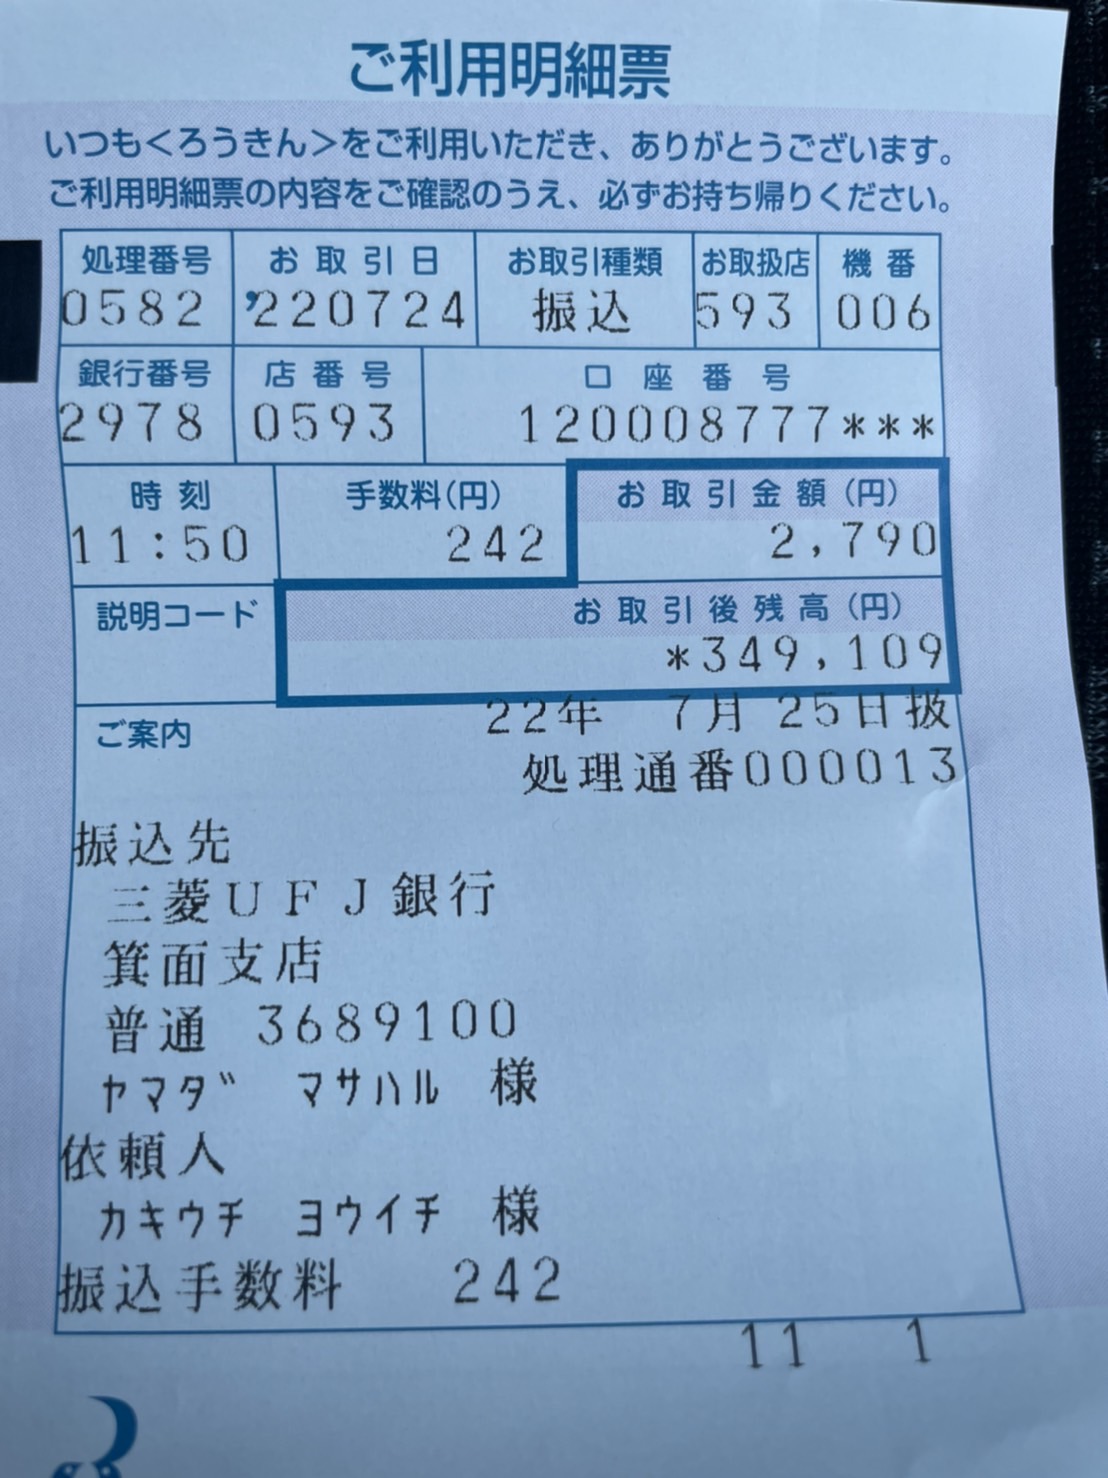 ご利用明細票
いつも<ろうきん>をご利用いただき、ありがとうございます。
ご利用明細票の内容をご確認のうえ、必ずお持ち帰りください。
処理番号 お取引日 お取引種類 お取扱店 機番
0582 '220724 振込 593 006
銀行番号 店番号 口座番号
2978 0593 120008777***
時刻 手数料(円) お取引金額(円)
11:50 242 2,790
説明コード お取引後残高(円)
*349,109
ご案内 22年 7月25日扱
処理通番000013
振込先
三菱UFJ銀行
箕面支店
普通 3689100
ヤマダ マサハル 様
依頼人
カキウチ ヨウイチ 様
振込手数料 242
11 1